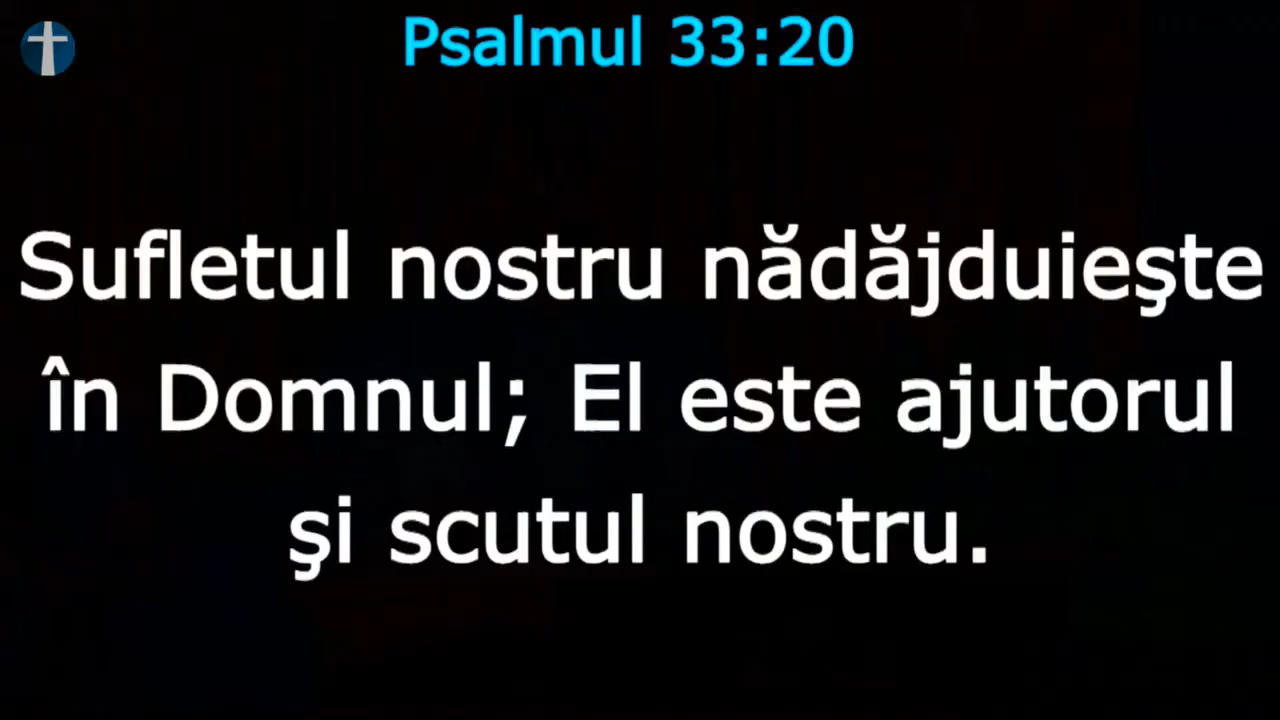 Psalmul 33:20
Sufletul nostru nădăjduieşte
în Domnul; El este ajutorul
şi scutul nostru.